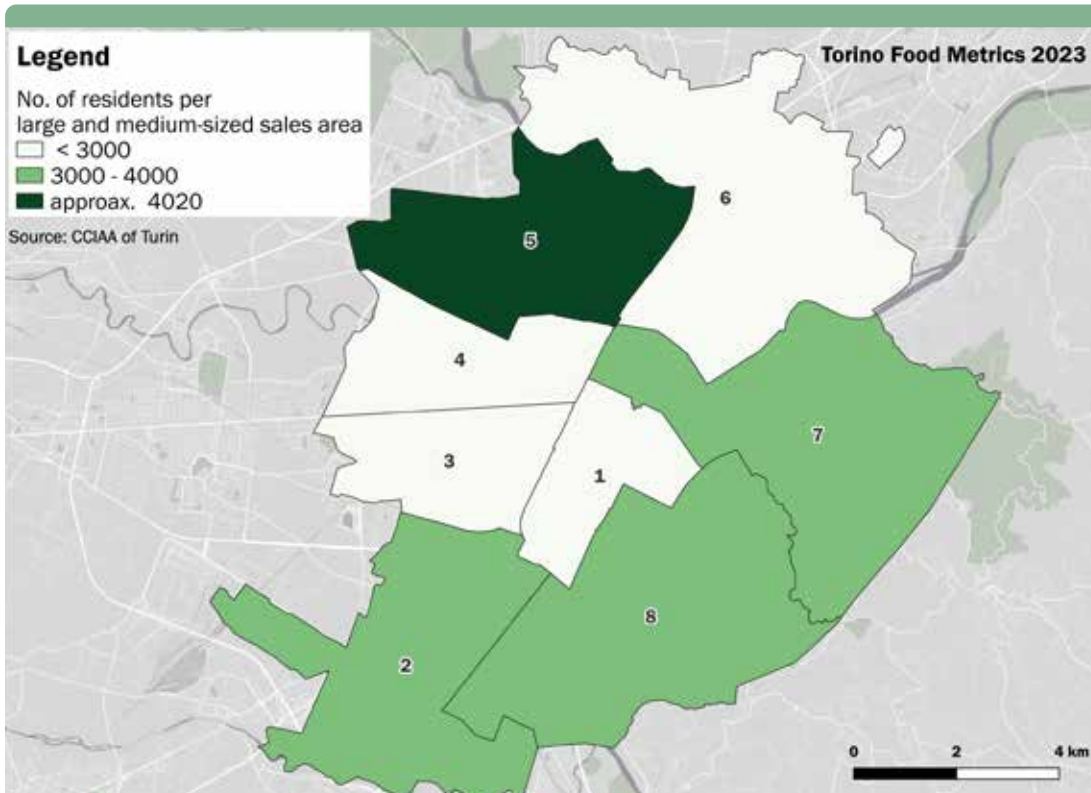 Legend
Torino Food Metrics 2023
No. of residents per
large and medium-sized sales area
< 3000
3000 - 4000
approax. 4020
Source: CCIAA of Turin
6
5
4
7
3
1
8
2
0 2 4 km